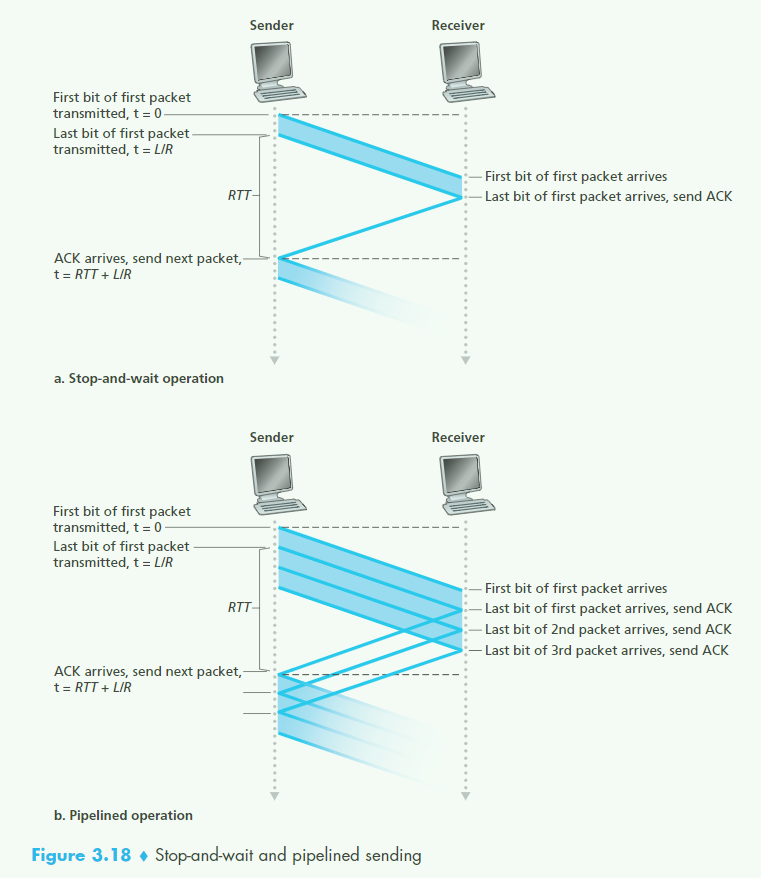 Sender
Receiver
First bit of first packet
transmitted, t = 0
Last bit of first packet
transmitted, t = L/R
RTT
First bit of first packet arrives
Last bit of first packet arrives, send ACK
ACK arrives, send next packet,
t = RTT + L/R
a. Stop-and-wait operation
Sender
Receiver
First bit of first packet
transmitted, t = 0
Last bit of first packet
transmitted, t = L/R
RTT
First bit of first packet arrives
Last bit of first packet arrives, send ACK
Last bit of 2nd packet arrives, send ACK
Last bit of 3rd packet arrives, send ACK
ACK arrives, send next packet,
t = RTT + L/R
b. Pipelined operation
Figure 3.18 ♦ Stop-and-wait and pipelined sending